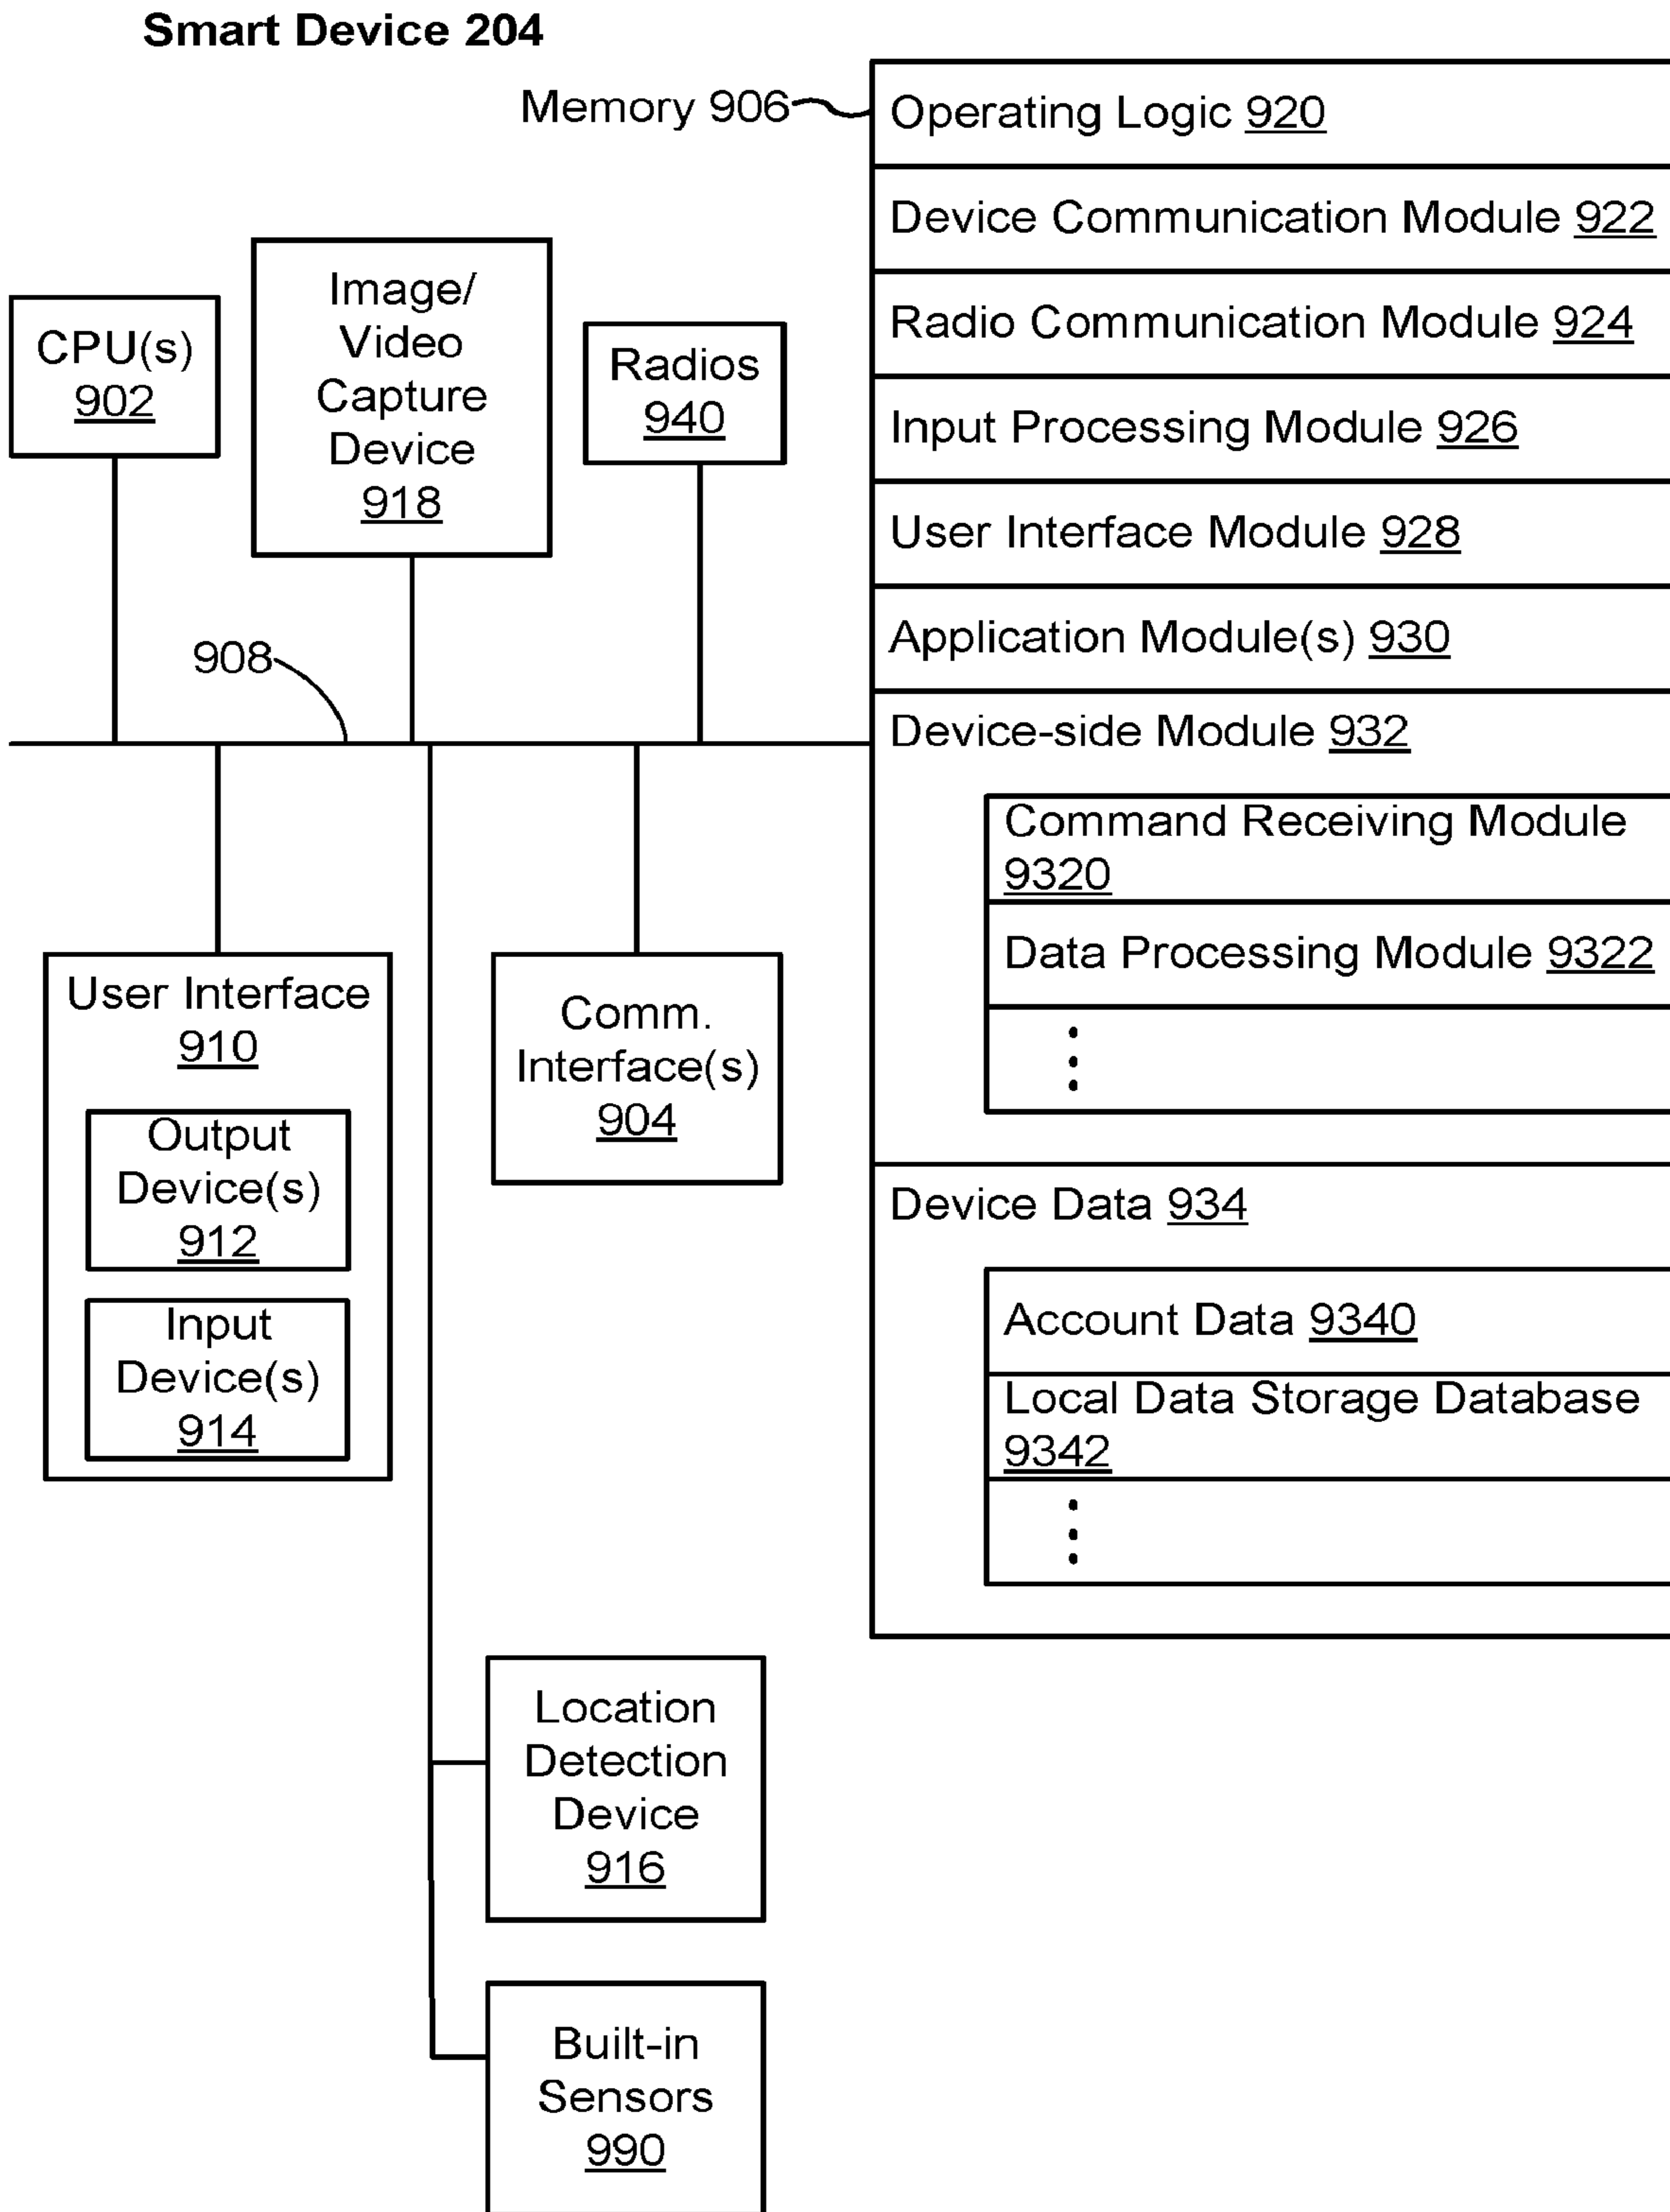 Smart Device 204
Memory 906
Operating Logic 920
Device Communication Module 922
Radio Communication Module 924
Input Processing Module 926
User Interface Module 928
Application Module(s) 930
Device-side Module 932
Command Receiving Module
9320
Data Processing Module 9322
Device Data 934
Account Data 9340
Local Data Storage Database
9342
CPU(s)
902
Image/
Video
Capture
Device
918
Radios
940
908
User Interface
910
Output
Device(s)
912
Input
Device(s)
914
Comm.
Interface(s)
904
Location
Detection
Device
916
Built-in
Sensors
990